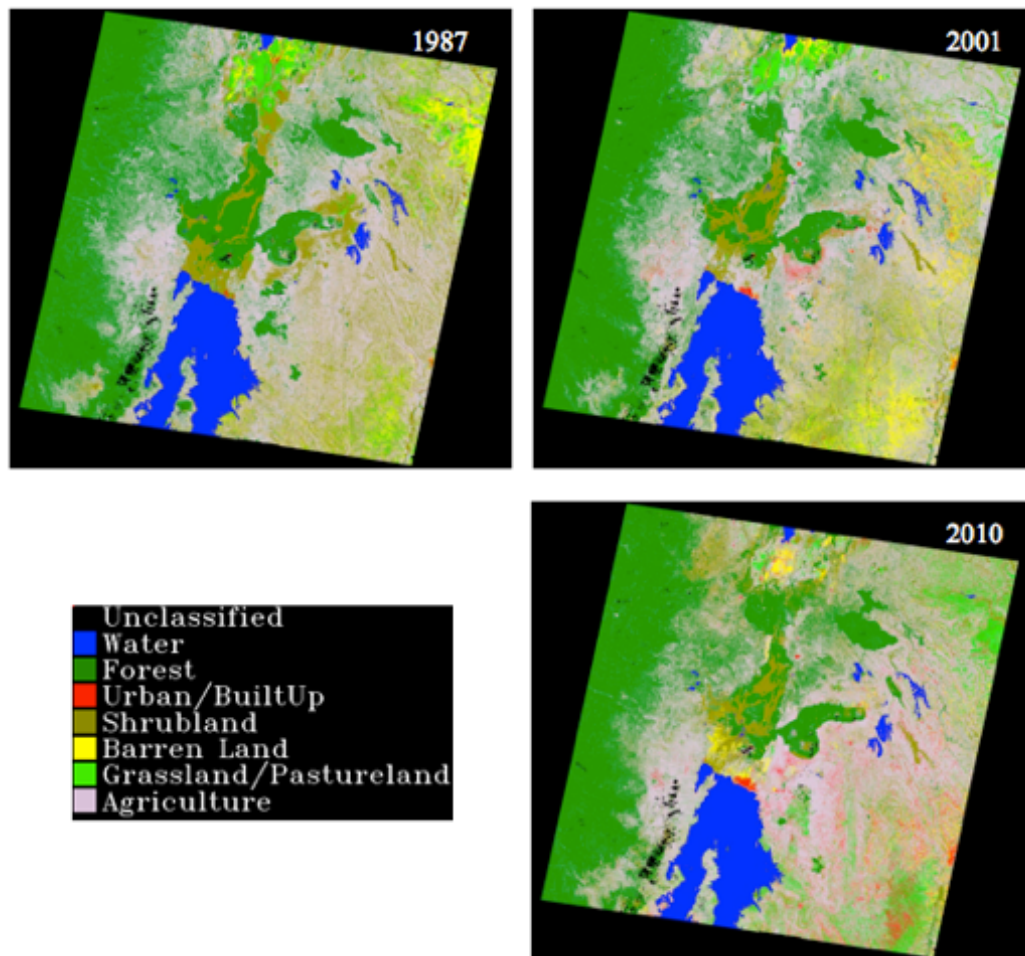 1987
2001
2010
Unclassified
Water
Forest
Urban/BuiltUp
Shrubland
Barren Land
Grassland/Pastureland
Agriculture